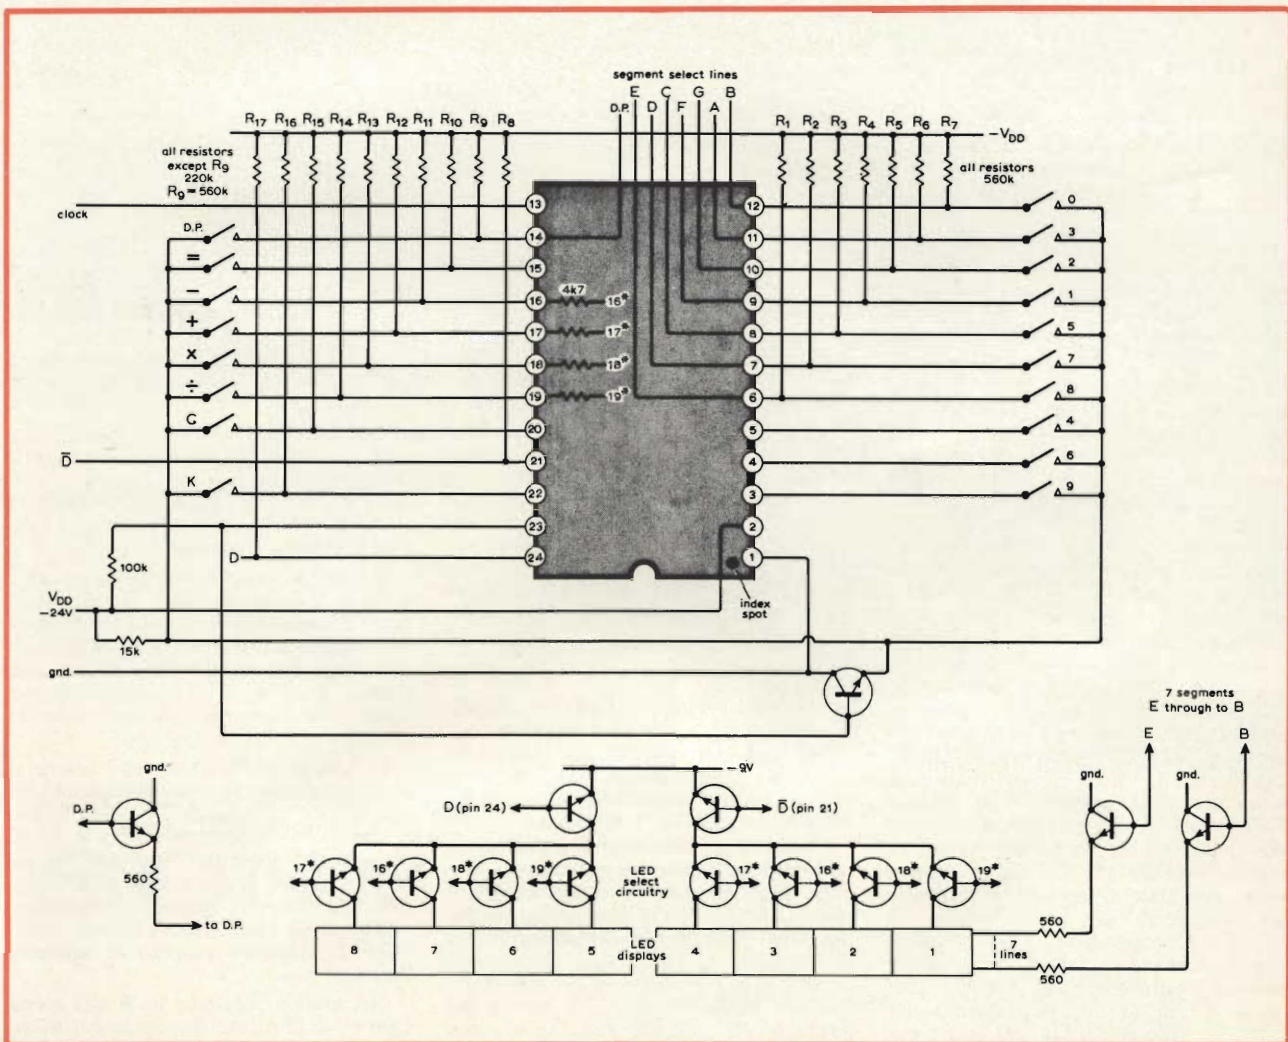 segment select lines
E C G B
D.P. D F A
R17 R16 R15 R14 R13 R12 R11 R10 R9 R8
R1 R2 R3 R4 R5 R6 R7
-VDD
all resistors
except R9
220k
R9 = 560k
all resistors
560k
clock
13
12
0
D.P.
14
11
3
=
15
10
2
−
16
4k7
16*
9
1
+
17
17*
8
5
×
18
18*
7
7
÷
19
19*
6
8
C
20
5
4
D̅
21
4
6
K
22
3
9
23
2
D
24
1
100k
index
spot
VDD
-24V
15k
gnd.
7 segments
E through to B
E
B
gnd.
gnd.
gnd.
-9V
D.P.
D (pin 24)
D̅ (pin 21)
560
to D.P.
17* 16* 18* 19*
LED
select
circuitry
17* 16* 18* 19*
8 7 6 5
LED
displays
4 3 2 1
7
lines
560
560